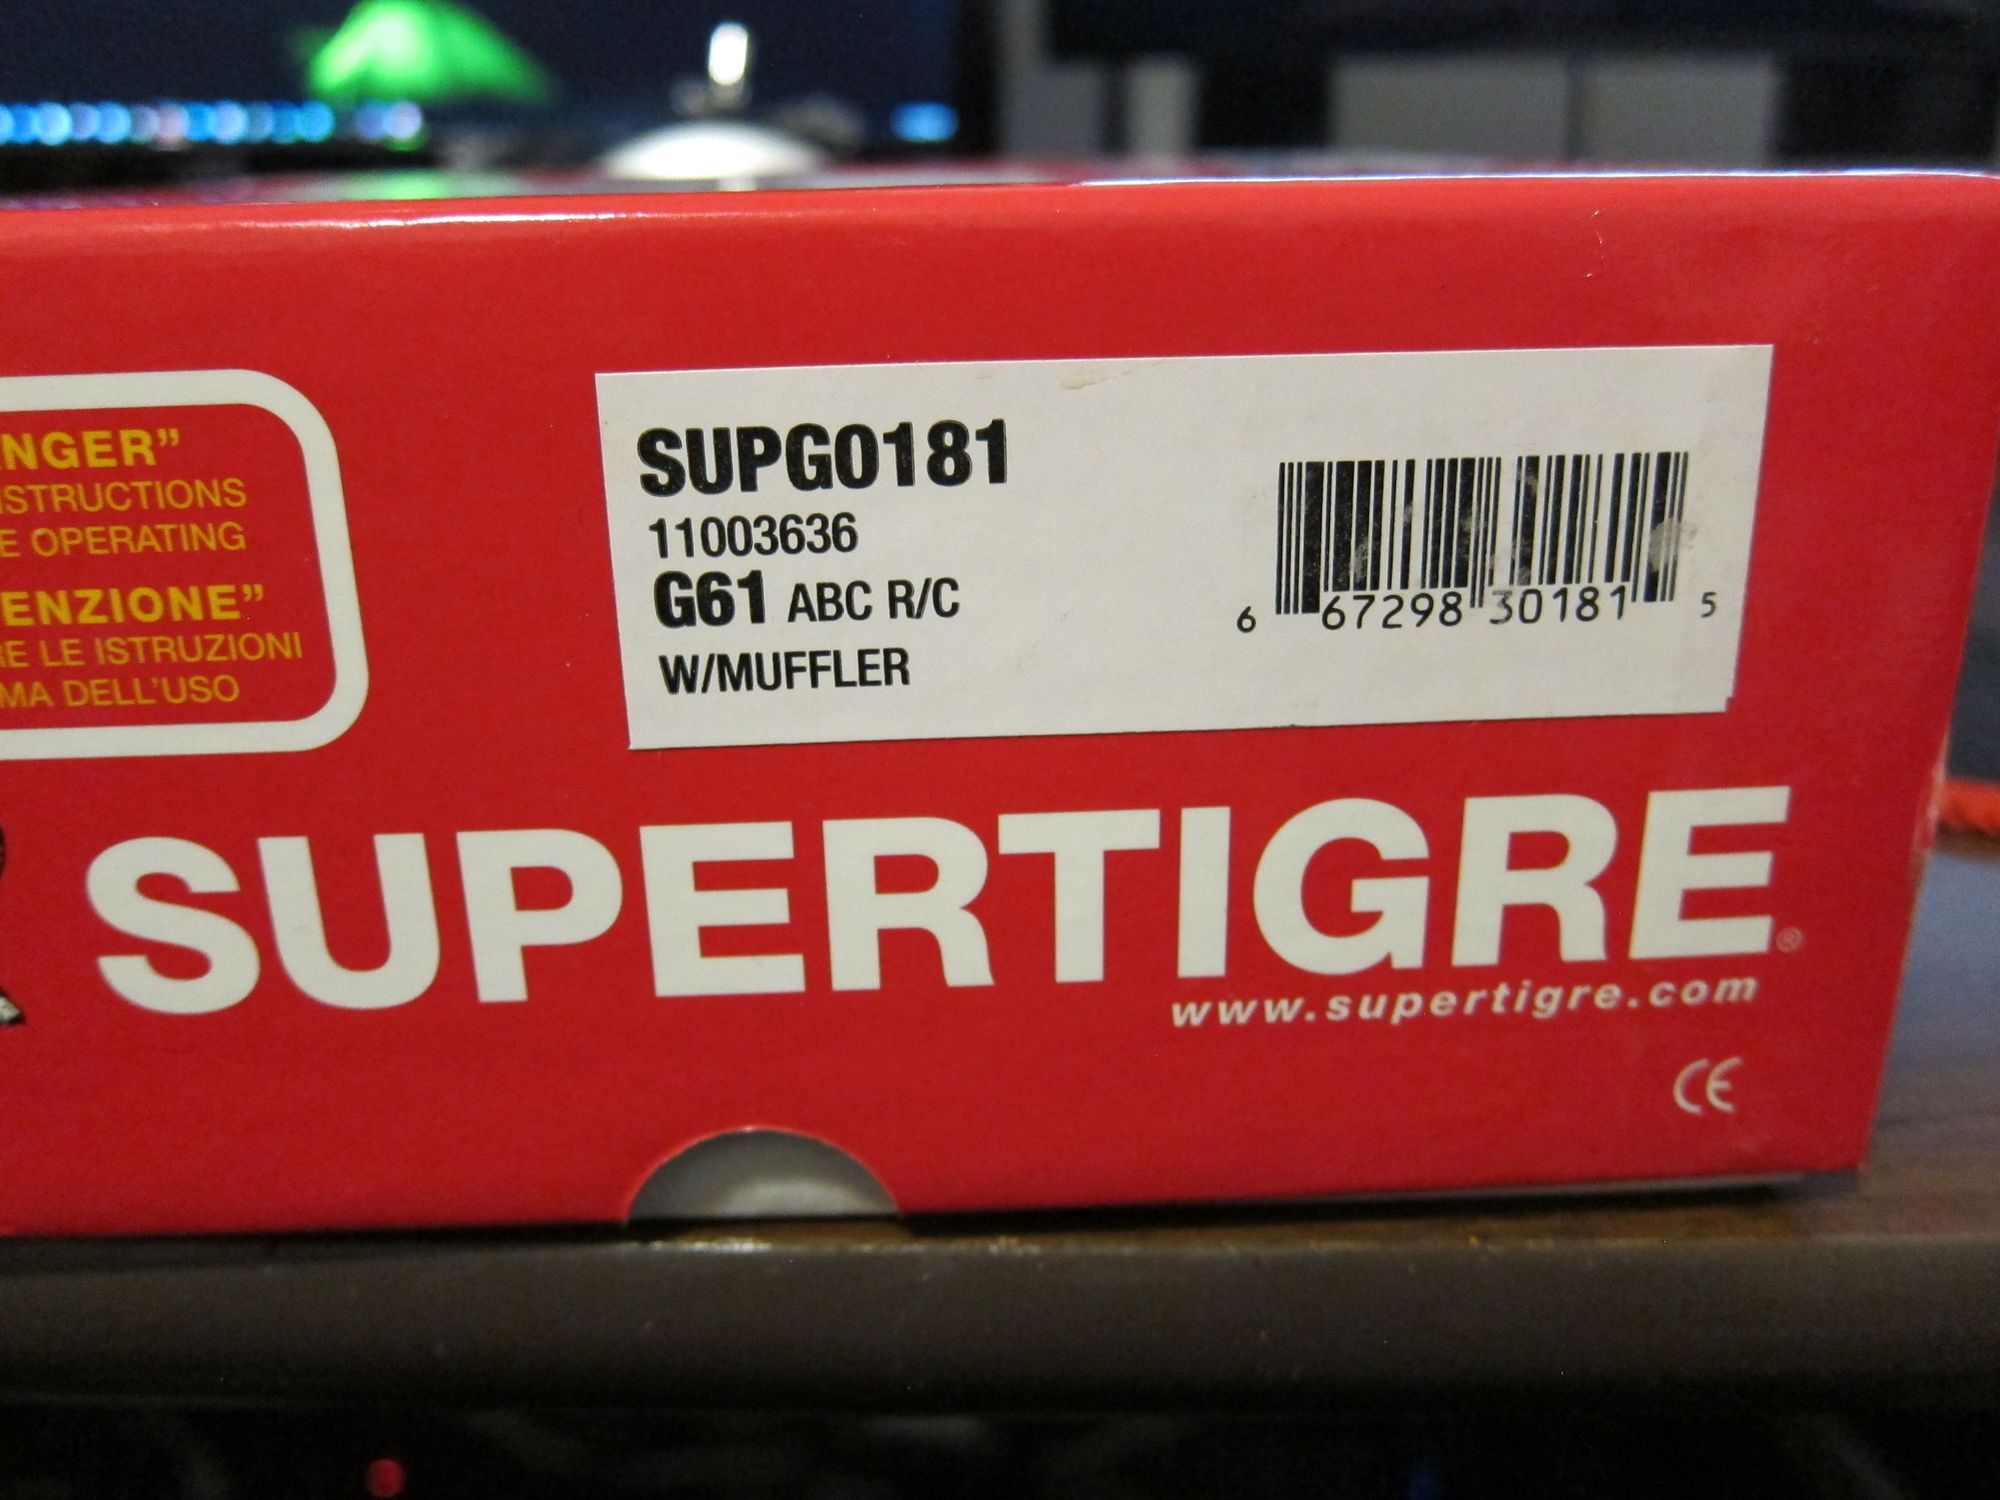 NGER”
STRUCTIONS
E OPERATING
ENZIONE”
RE LE ISTRUZIONI
MA DELL’USO
SUPG0181
11003636
G61 ABC R/C
W/MUFFLER
6 67298 30181 5
SUPERTIGRE®
www.supertigre.com
CE